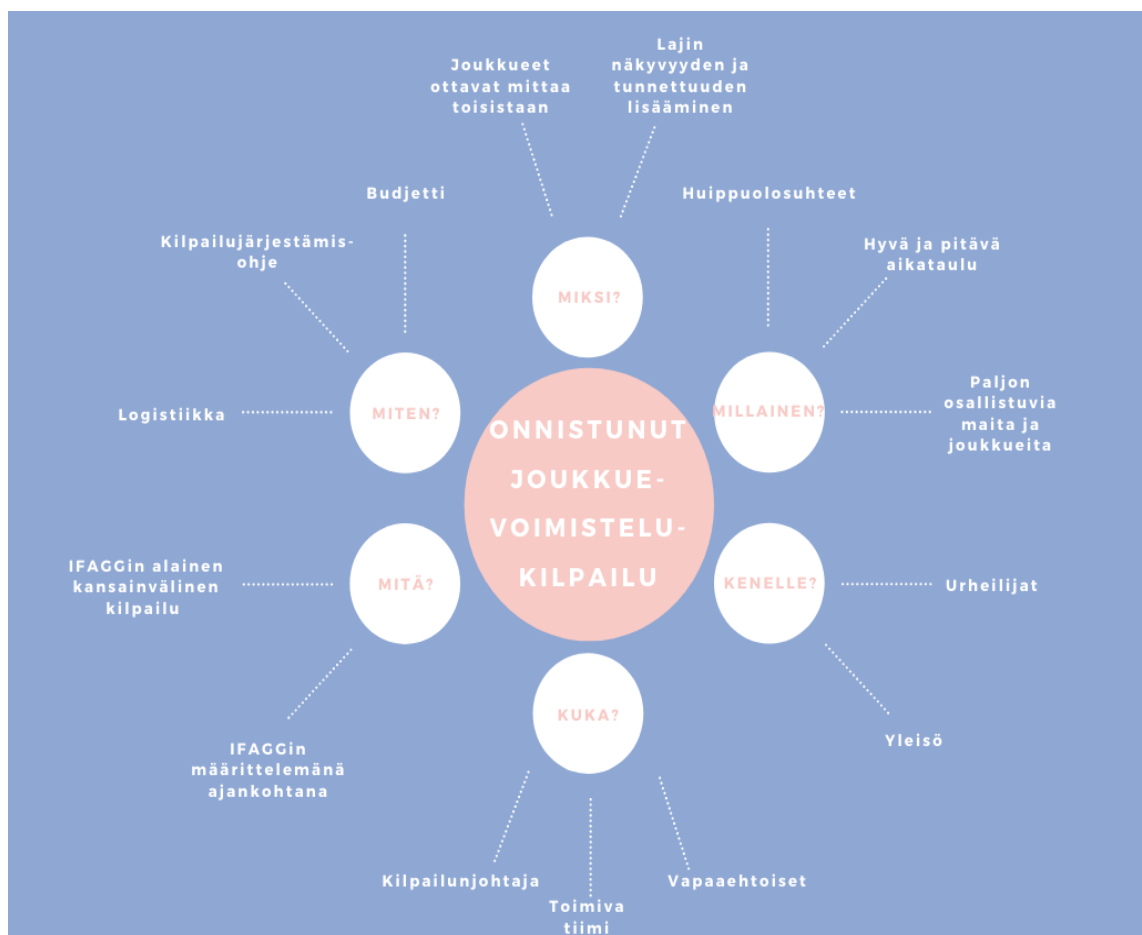 Joukkueet
ottavat mittaa
toisistaan
Lajin
näkyvyyden ja
tunnettuuden
lisääminen
Budjetti
Huippuolosuhteet
Kilpailujärjestämis-
ohje
Hyvä ja pitävä
aikataulu
MIKSI?
Logistiikka
MITEN?
MILLAINEN?
Paljon
osallistuvia
maita ja
joukkueita
ONNISTUNUT
JOUKKUE-
VOIMISTELU-
KILPAILU
IFAGGin alainen
kansainvälinen
kilpailu
MITÄ?
KENELLE?
Urheilijat
KUKA?
IFAGGin
määrittelemänä
ajankohtana
Yleisö
Kilpailunjohtaja
Toimiva
tiimi
Vapaaehtoiset